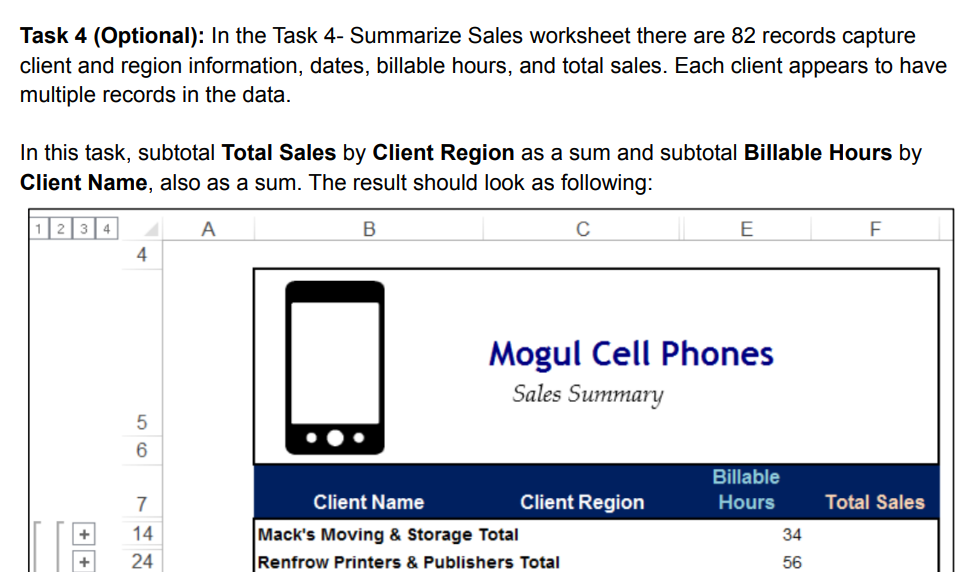 Task 4 (Optional): In the Task 4- Summarize Sales worksheet there are 82 records capture
client and region information, dates, billable hours, and total sales. Each client appears to have
multiple records in the data.
In this task, subtotal Total Sales by Client Region as a sum and subtotal Billable Hours by
Client Name, also as a sum. The result should look as following:
1 2 3 4 A B C E F
4
Mogul Cell Phones
Sales Summary
5
6
Billable
7 Client Name Client Region Hours Total Sales
+ 14 Mack's Moving & Storage Total 34
+ 24 Renfrow Printers & Publishers Total 56